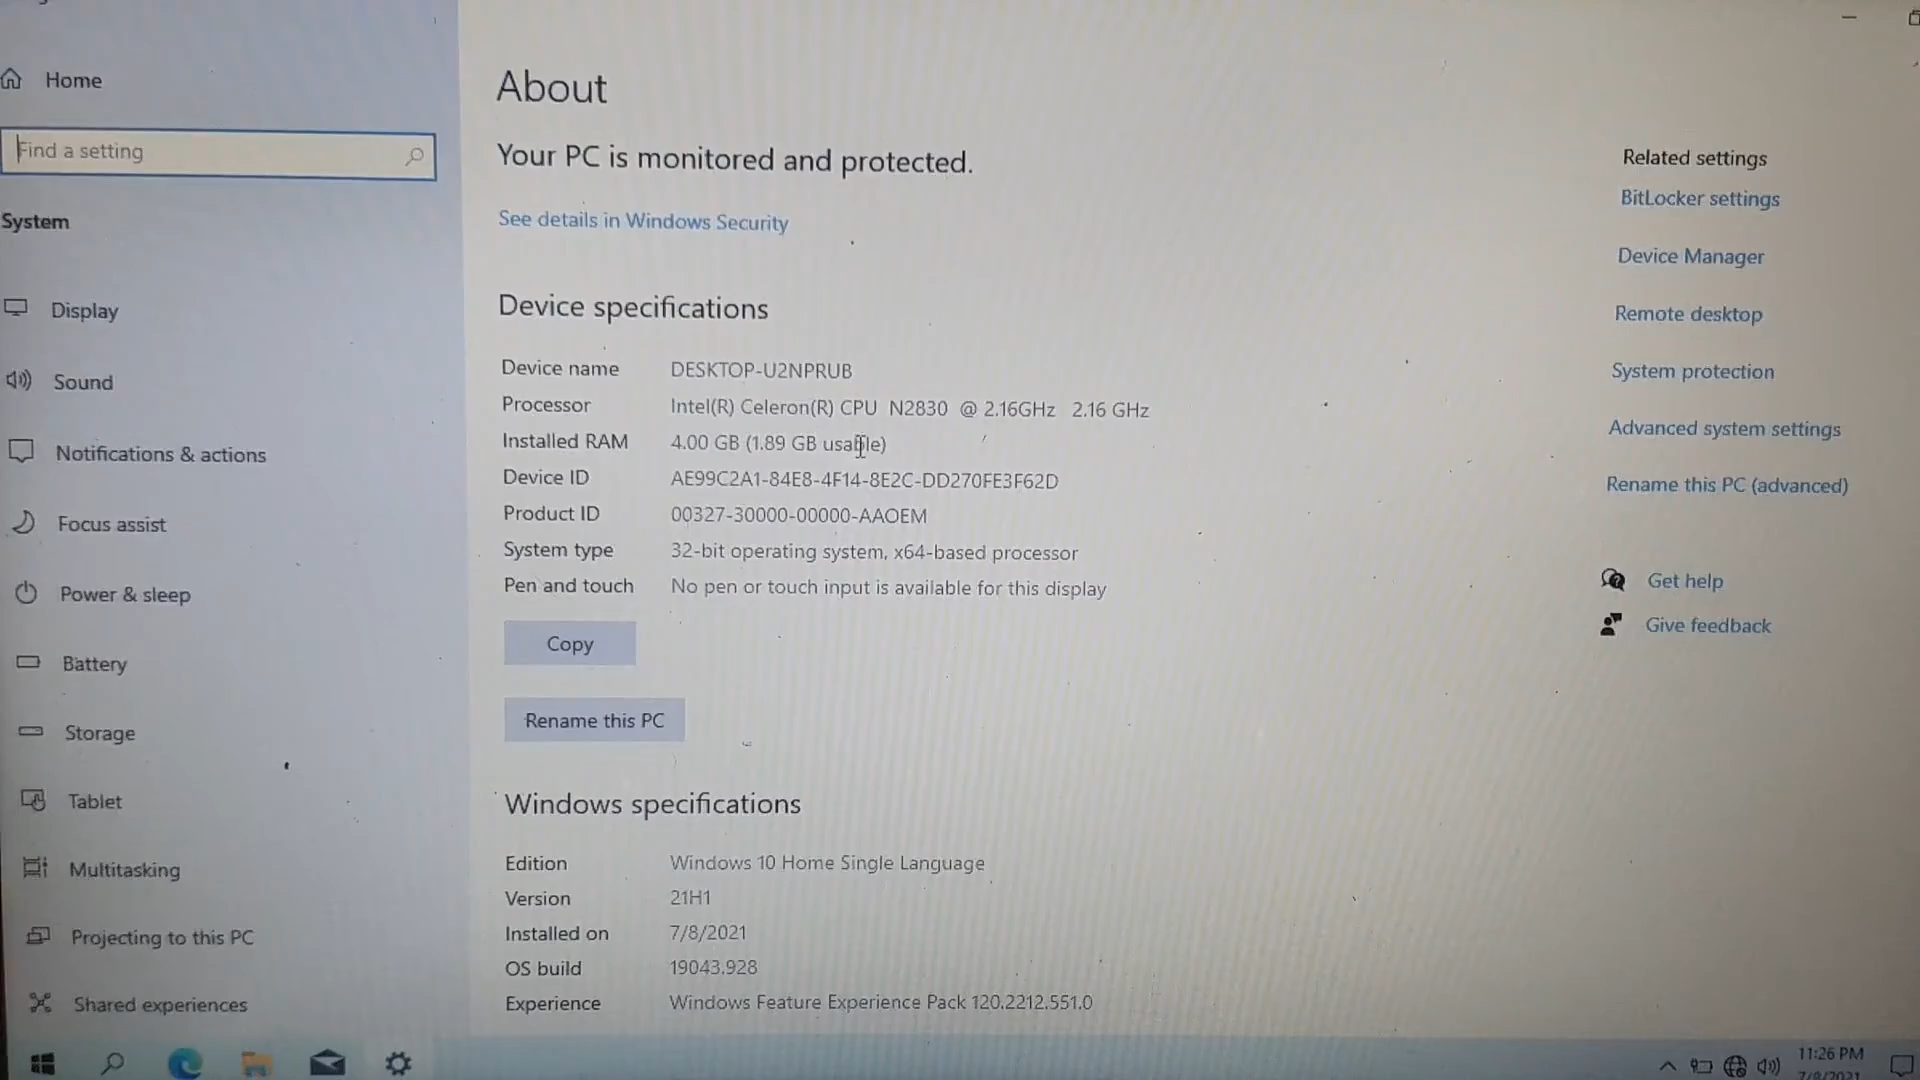 Home
Find a setting
System
Display
Sound
Notifications & actions
Focus assist
Power & sleep
Battery
Storage
Tablet
Multitasking
Projecting to this PC
Shared experiences
About
Your PC is monitored and protected.
See details in Windows Security
Device specifications
Device name DESKTOP-U2NPRUB
Processor Intel(R) Celeron(R) CPU N2830 @ 2.16GHz 2.16 GHz
Installed RAM 4.00 GB (1.89 GB usable)
Device ID AE99C2A1-84E8-4F14-8E2C-DD270FE3F62D
Product ID 00327-30000-00000-AAOEM
System type 32-bit operating system, x64-based processor
Pen and touch No pen or touch input is available for this display
Copy
Rename this PC
Windows specifications
Edition Windows 10 Home Single Language
Version 21H1
Installed on 7/8/2021
OS build 19043.928
Experience Windows Feature Experience Pack 120.2212.551.0
Related settings
BitLocker settings
Device Manager
Remote desktop
System protection
Advanced system settings
Rename this PC (advanced)
Get help
Give feedback
11:26 PM
7/8/2021